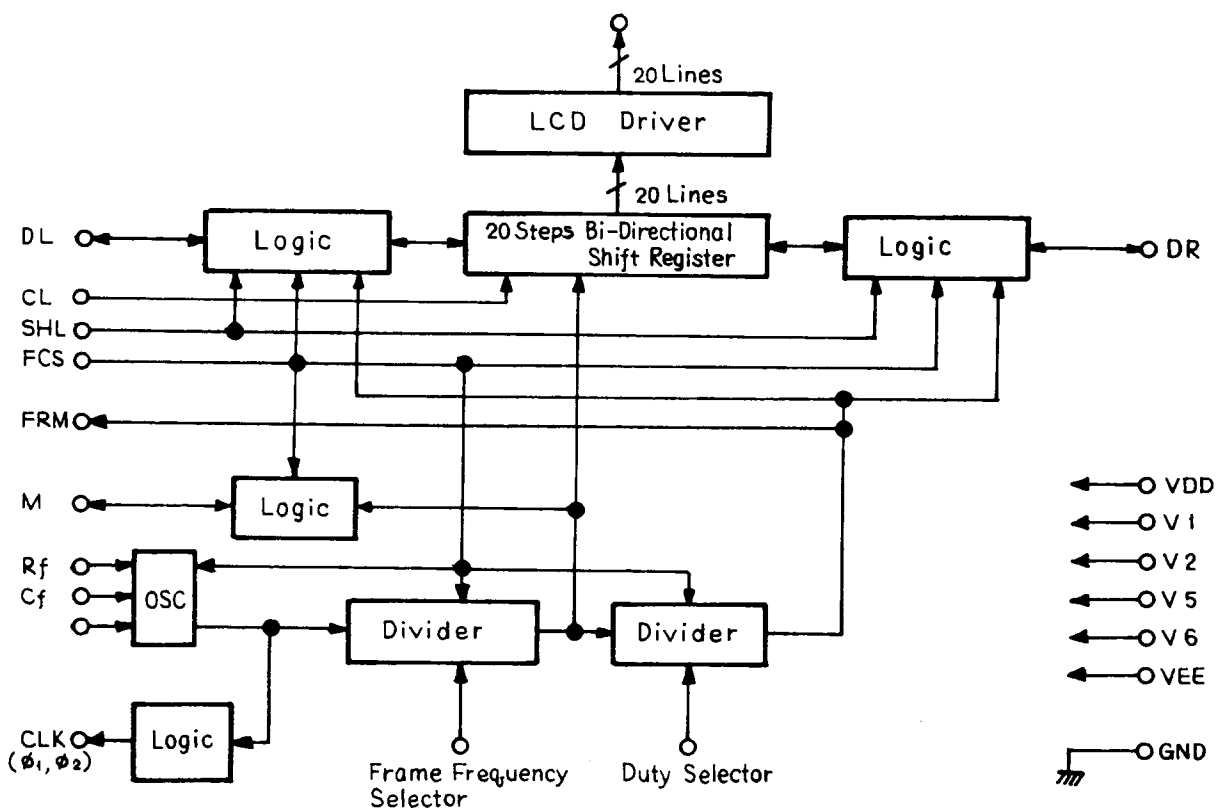 20 Lines
LCD Driver
20 Lines
DL
Logic
20 Steps Bi-Directional
Shift Register
Logic
DR
CL
SHL
FCS
FRM
M
Logic
VDD
V1
Rf
V2
Cf
OSC
V5
Divider
Divider
V6
VEE
CLK
(ø1, ø2)
Logic
GND
Frame Frequency
Selector
Duty Selector